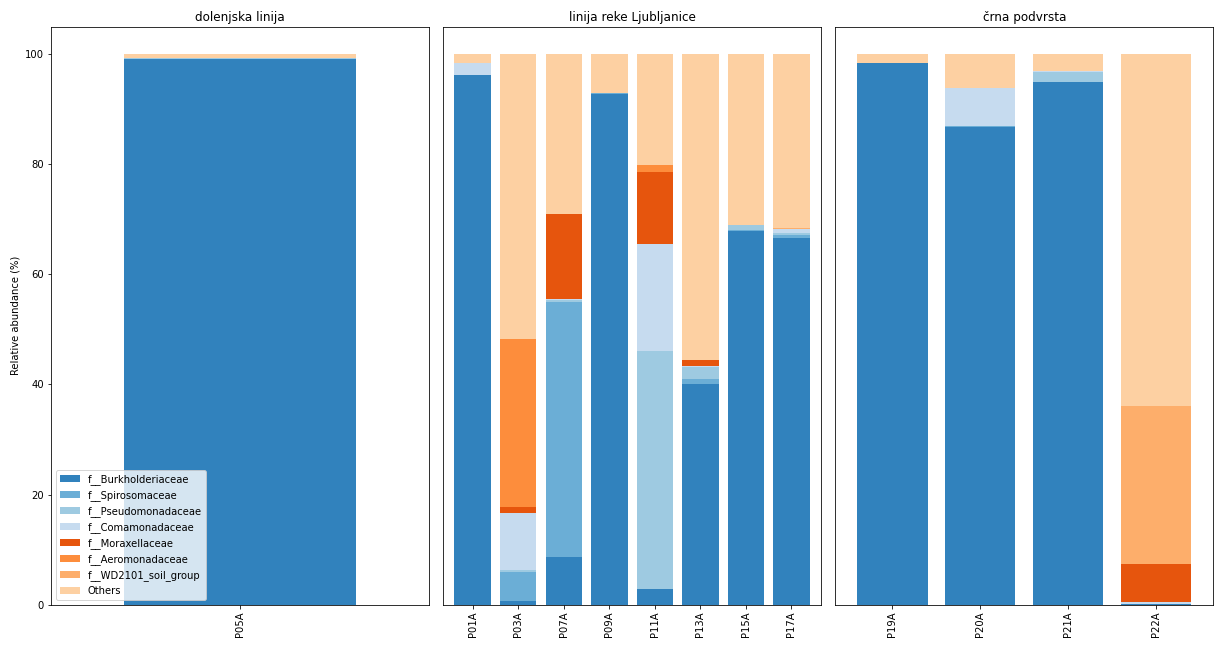 dolenjska linija
linija reke Ljubljanice
črna podvrsta
Relative abundance (%)
100
80
60
40
20
0
f__Burkholderiaceae
f__Spirosomaceae
f__Pseudomonadaceae
f__Comamonadaceae
f__Moraxellaceae
f__Aeromonadaceae
f__WD2101_soil_group
Others
P05A
P01A
P03A
P07A
P09A
P11A
P13A
P15A
P17A
P19A
P20A
P21A
P22A